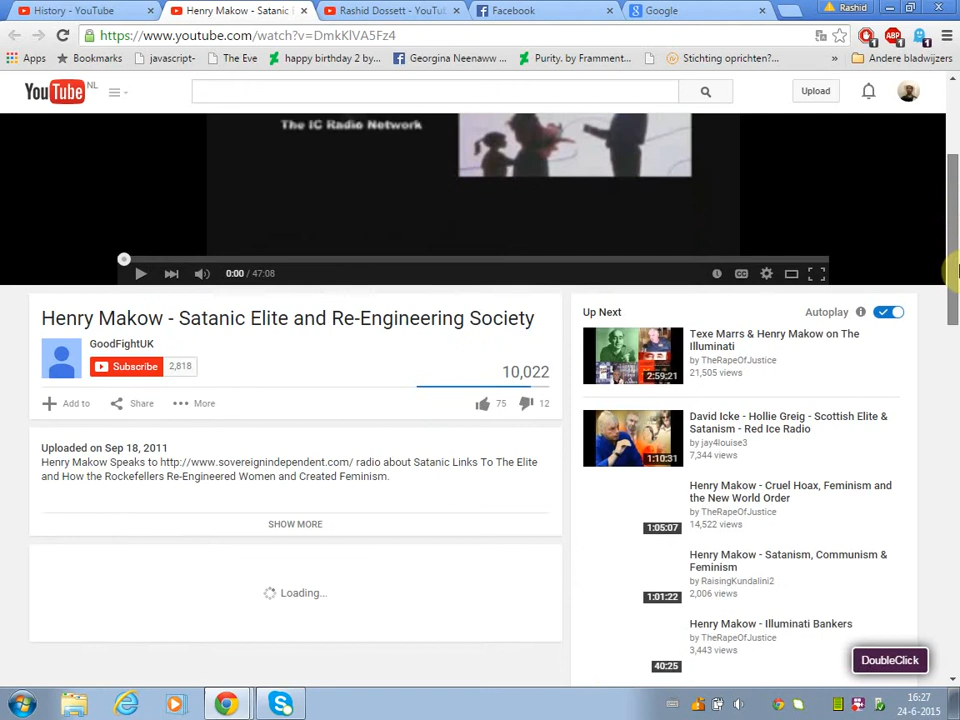 History - YouTube
Henry Makow - Satanic
Rashid Dossett - YouTu
Facebook
Google
Rashid
https://www.youtube.com/watch?v=DmkKlVA5Fz4
Apps
Bookmarks
javascript-
The Eve
happy birthday 2 by...
Georgina Neenaww ...
Purity. by Framment...
Stichting oprichten?...
»
Andere bladwijzers
YouTube NL
Upload
The IC Radio Network
0:00 / 47:08
Henry Makow - Satanic Elite and Re-Engineering Society
GoodFightUK
Subscribe 2,818
10,022
Add to
Share
More
75
12
Uploaded on Sep 18, 2011
Henry Makow Speaks to http://www.sovereignindependent.com/ radio about Satanic Links To The Elite
and How the Rockefellers Re-Engineered Women and Created Feminism.
SHOW MORE
Loading...
Up Next
Autoplay
2:59:21
Texe Marrs & Henry Makow on The
Illuminati
by TheRapeOfJustice
21,505 views
1:10:31
David Icke - Hollie Greig - Scottish Elite &
Satanism - Red Ice Radio
by jay4louise3
7,344 views
1:05:07
Henry Makow - Cruel Hoax, Feminism and
the New World Order
by TheRapeOfJustice
14,522 views
1:01:22
Henry Makow - Satanism, Communism &
Feminism
by RaisingKundalini2
2,006 views
40:25
Henry Makow - Illuminati Bankers
by TheRapeOfJustice
3,443 views
DoubleClick
16:27
24-6-2015